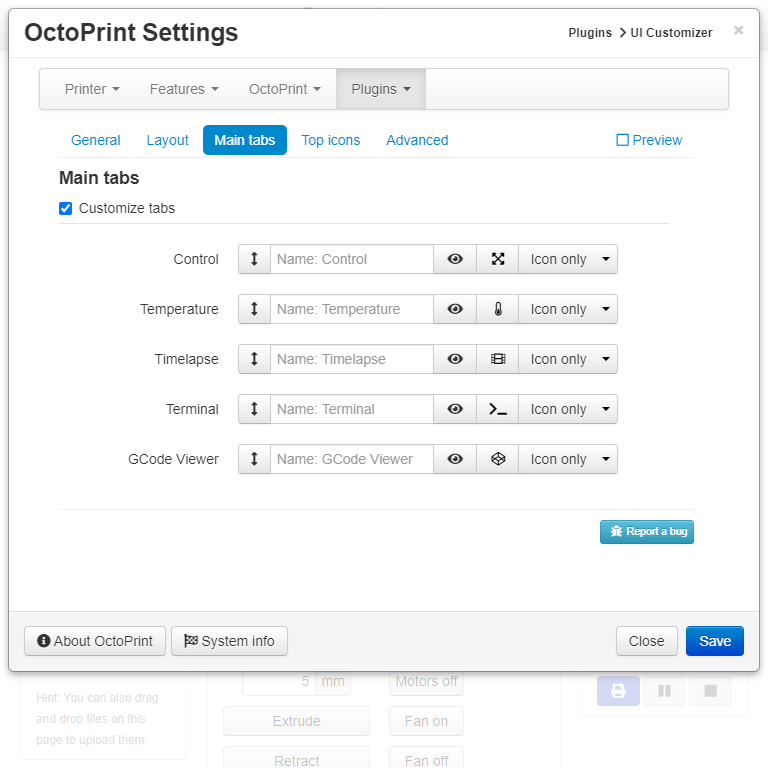 OctoPrint Settings
Plugins > UI Customizer ×
Printer Features OctoPrint Plugins
General Layout Main tabs Top icons Advanced Preview
Main tabs
Customize tabs
Control Name: Control Icon only
Temperature Name: Temperature Icon only
Timelapse Name: Timelapse Icon only
Terminal Name: Terminal Icon only
GCode Viewer Name: GCode Viewer Icon only
Report a bug
About OctoPrint System info Close Save
5 mm Motors off
Hint: You can also drag
and drop files on this
page to upload them.
Extrude Fan on
Retract Fan off